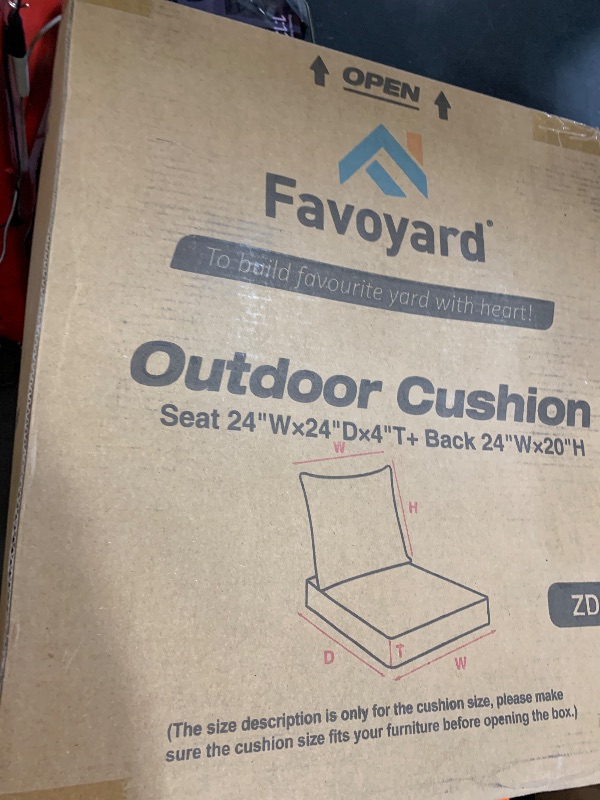 OPEN
Favoyard®
To build favourite yard with heart!
Outdoor Cushion
Seat 24"W×24"D×4"T+ Back 24"W×20"H
W
H
D
T
W
ZD
(The size description is only for the cushion size, please make
sure the cushion size fits your furniture before opening the box.)